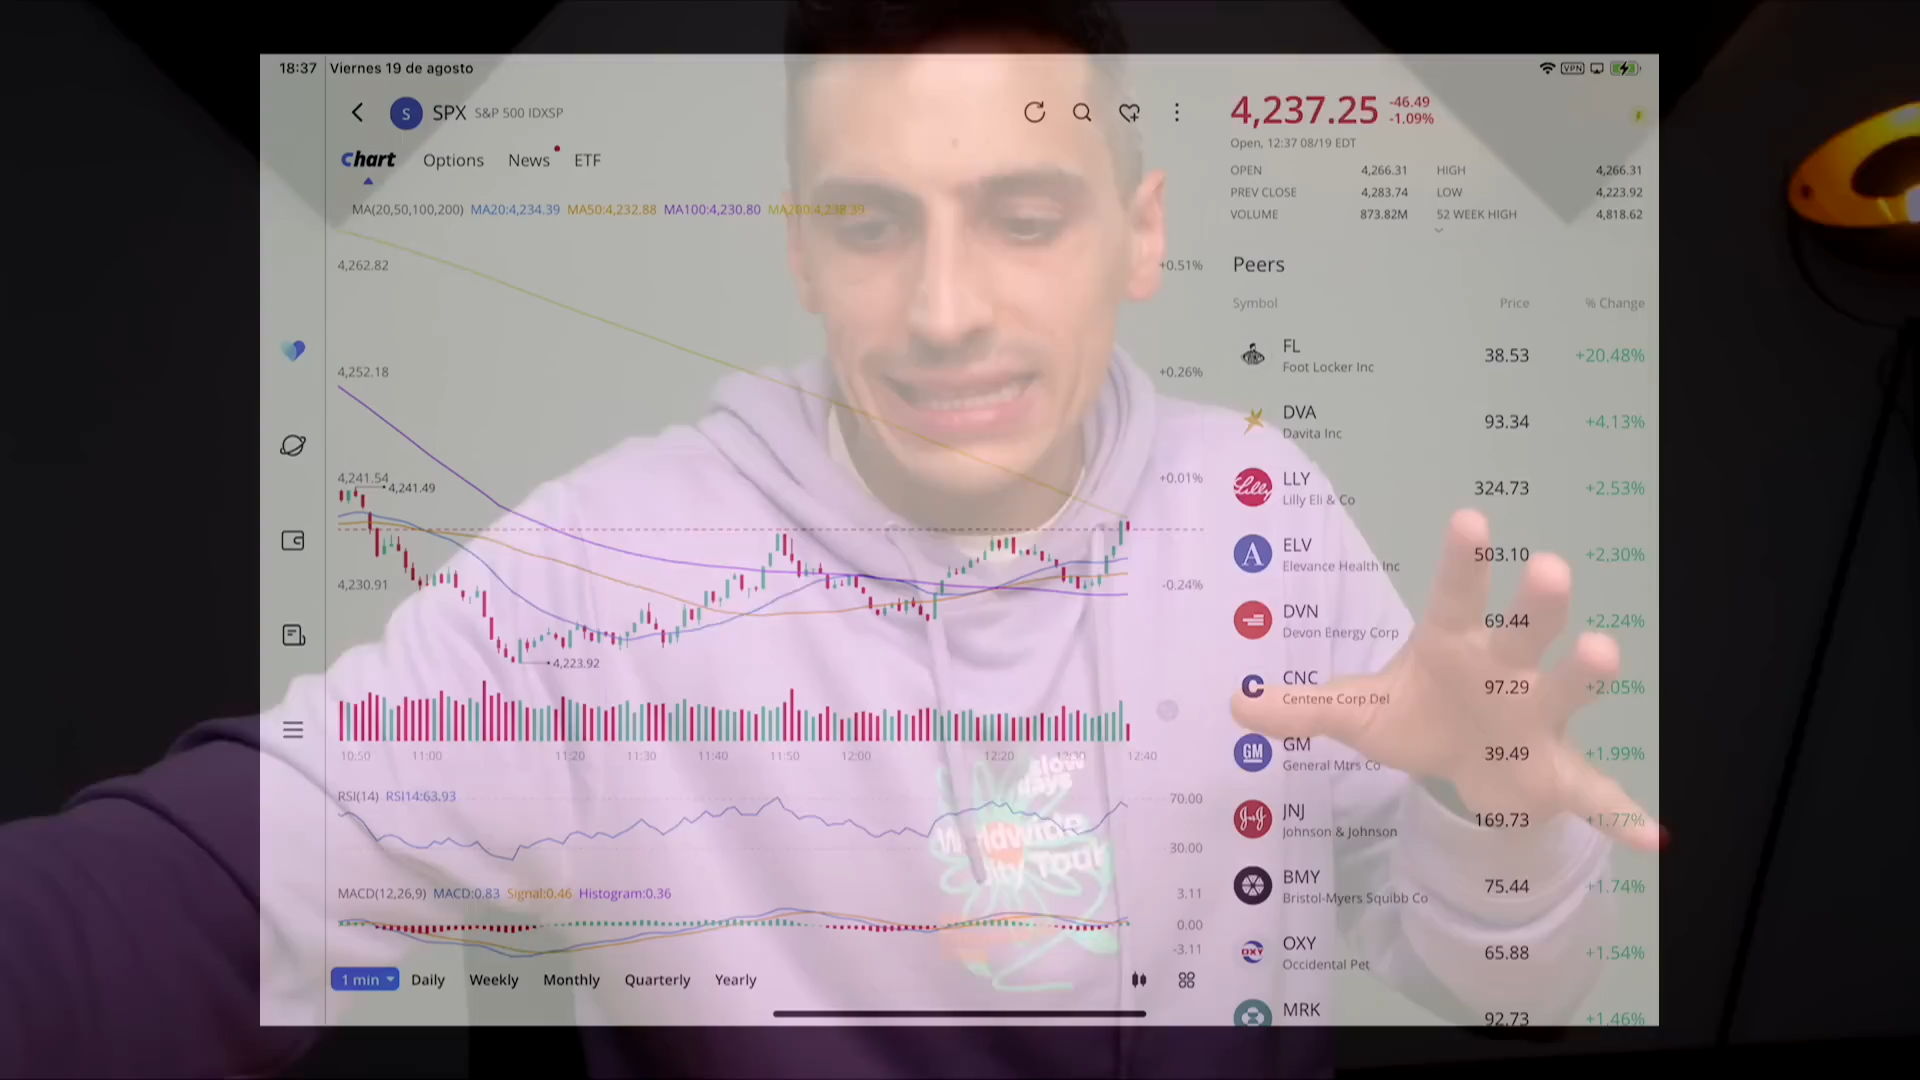 18:37 Viernes 19 de agosto
VPN
S SPX S&P 500 IDXSP
4,237.25 -46.49
-1.09%
Open, 12:37 08/19 EDT
Chart Options News ETF
OPEN 4,266.31 HIGH 4,266.31
PREV CLOSE 4,283.74 LOW 4,223.92
VOLUME 873.82M 52 WEEK HIGH 4,818.62
MA(20,50,100,200) MA20:4,234.39 MA50:4,232.88 MA100:4,230.80 MA200:4,238.39
4,262.82 +0.51%
4,252.18 +0.26%
4,241.54 +0.01%
4,241.49
4,230.91 -0.24%
4,223.92
10:50 11:00 11:20 11:30 11:40 11:50 12:00 12:20 12:30 12:40
RSI(14) RSI14:63.93
70.00
30.00
MACD(12,26,9) MACD:0.83 Signal:0.46 Histogram:0.36
3.11
0.00
-3.11
1 min Daily Weekly Monthly Quarterly Yearly
Peers
Symbol Price % Change
FL 38.53 +20.48%
Foot Locker Inc
DVA 93.34 +4.13%
Davita Inc
Lilly LLY 324.73 +2.53%
Lilly Eli & Co
A ELV 503.10 +2.30%
Elevance Health Inc
DVN 69.44 +2.24%
Devon Energy Corp
C CNC 97.29 +2.05%
Centene Corp Del
GM GM 39.49 +1.99%
General Mtrs Co
J&J JNJ 169.73 +1.77%
Johnson & Johnson
BMY 75.44 +1.74%
Bristol-Myers Squibb Co
OXY OXY 65.88 +1.54%
Occidental Pet
MRK 92.73 +1.46%
Worldwide
Tour